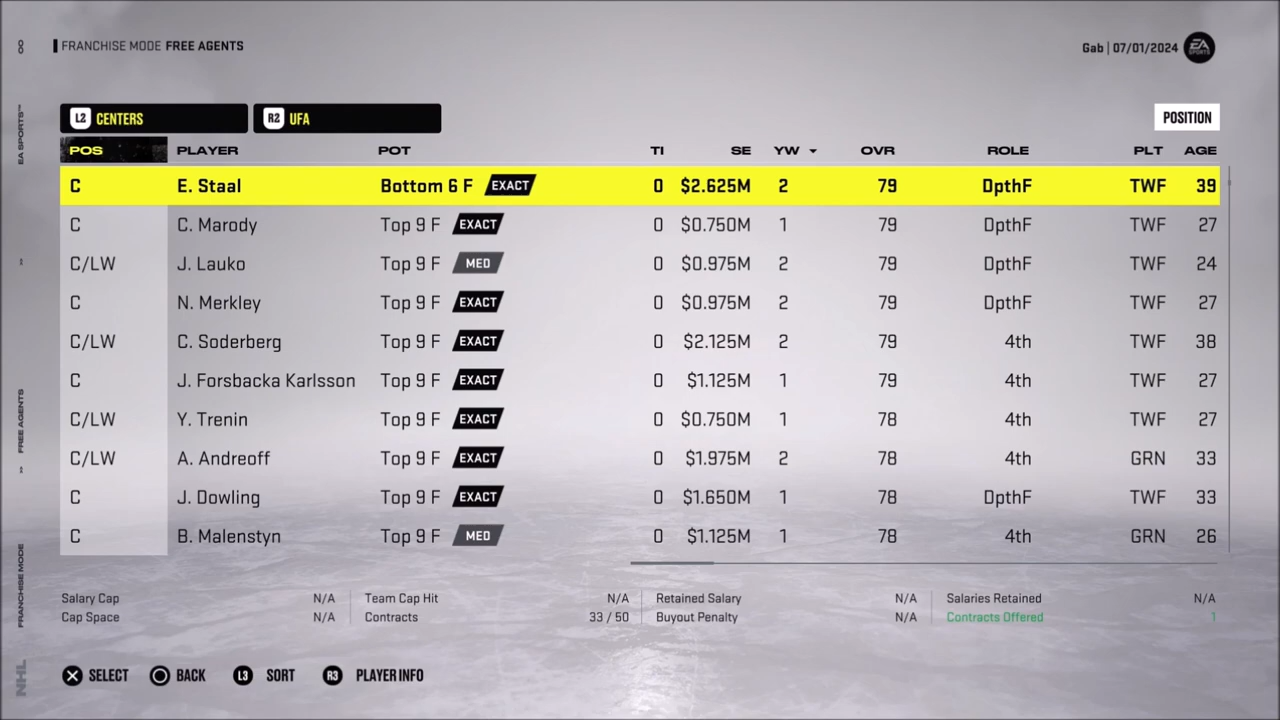 FRANCHISE MODE FREE AGENTS
Gab | 07/01/2024
EA SPORTS
L2 CENTERS
R2 UFA
POSITION
POS PLAYER POT TI SE YW OVR ROLE PLT AGE
C E. Staal Bottom 6 F EXACT 0 $2.625M 2 79 DpthF TWF 39
C C. Marody Top 9 F EXACT 0 $0.750M 1 79 DpthF TWF 27
C/LW J. Lauko Top 9 F MED 0 $0.975M 2 79 DpthF TWF 24
C N. Merkley Top 9 F EXACT 0 $0.975M 2 79 DpthF TWF 27
C/LW C. Soderberg Top 9 F EXACT 0 $2.125M 2 79 4th TWF 38
C J. Forsbacka Karlsson Top 9 F EXACT 0 $1.125M 1 79 4th TWF 27
C/LW Y. Trenin Top 9 F EXACT 0 $0.750M 1 78 4th TWF 27
C/LW A. Andreoff Top 9 F EXACT 0 $1.975M 2 78 4th GRN 33
C J. Dowling Top 9 F EXACT 0 $1.650M 1 78 DpthF TWF 33
C B. Malenstyn Top 9 F MED 0 $1.125M 1 78 4th GRN 26
Salary Cap N/A Team Cap Hit N/A Retained Salary N/A Salaries Retained N/A
Cap Space N/A Contracts 33 / 50 Buyout Penalty N/A Contracts Offered 1
SELECT BACK L3 SORT R3 PLAYER INFO
EA SPORTS™
FREE AGENTS
FRANCHISE MODE
NHL